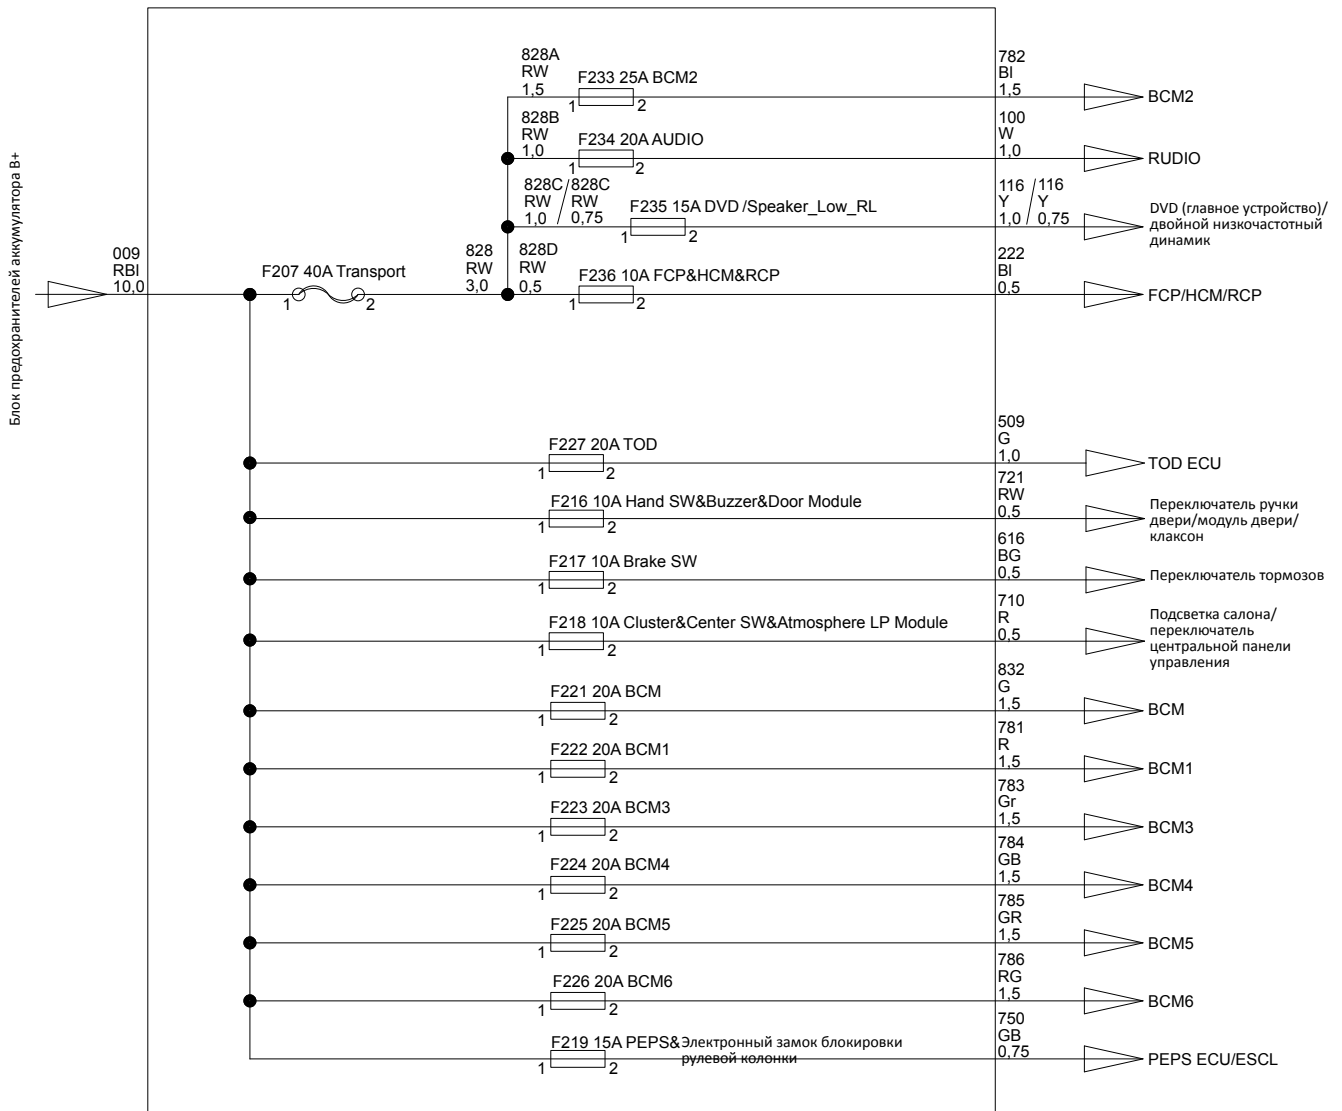 Блок предохранителей аккумулятора B+
009
RBl
10,0
F207 40A Transport
1
2
828
RW
3,0
828A
RW
1,5
F233 25A BCM2
1
2
782
Bl
1,5
BCM2
828B
RW
1,0
F234 20A AUDIO
1
2
100
W
1,0
RUDIO
828C/828C
RW RW
1,0 0,75
F235 15A DVD /Speaker_Low_RL
1
2
116/116
Y Y
1,0 0,75
DVD (главное устройство)/
двойной низкочастотный
динамик
828D
RW
0,5
F236 10A FCP&HCM&RCP
1
2
222
Bl
0.5
FCP/HCM/RCP
F227 20A TOD
1
2
509
G
1,0
TOD ECU
F216 10A Hand SW&Buzzer&Door Module
1
2
721
RW
0,5
Переключатель ручки
двери/модуль двери/
клаксон
F217 10A Brake SW
1
2
616
BG
0,5
Переключатель тормозов
F218 10A Cluster&Center SW&Atmosphere LP Module
1
2
710
R
0,5
Подсветка салона/
переключатель
центральной панели
управления
F221 20A BCM
1
2
832
G
1,5
BCM
F222 20A BCM1
1
2
781
R
1,5
BCM1
F223 20A BCM3
1
2
783
Gr
1,5
BCM3
F224 20A BCM4
1
2
784
GB
1,5
BCM4
F225 20A BCM5
1
2
785
GR
1,5
BCM5
F226 20A BCM6
1
2
786
RG
1,5
BCM6
F219 15A PEPS&Электронный замок блокировки
рулевой колонки
1
2
750
GB
0,75
PEPS ECU/ESCL